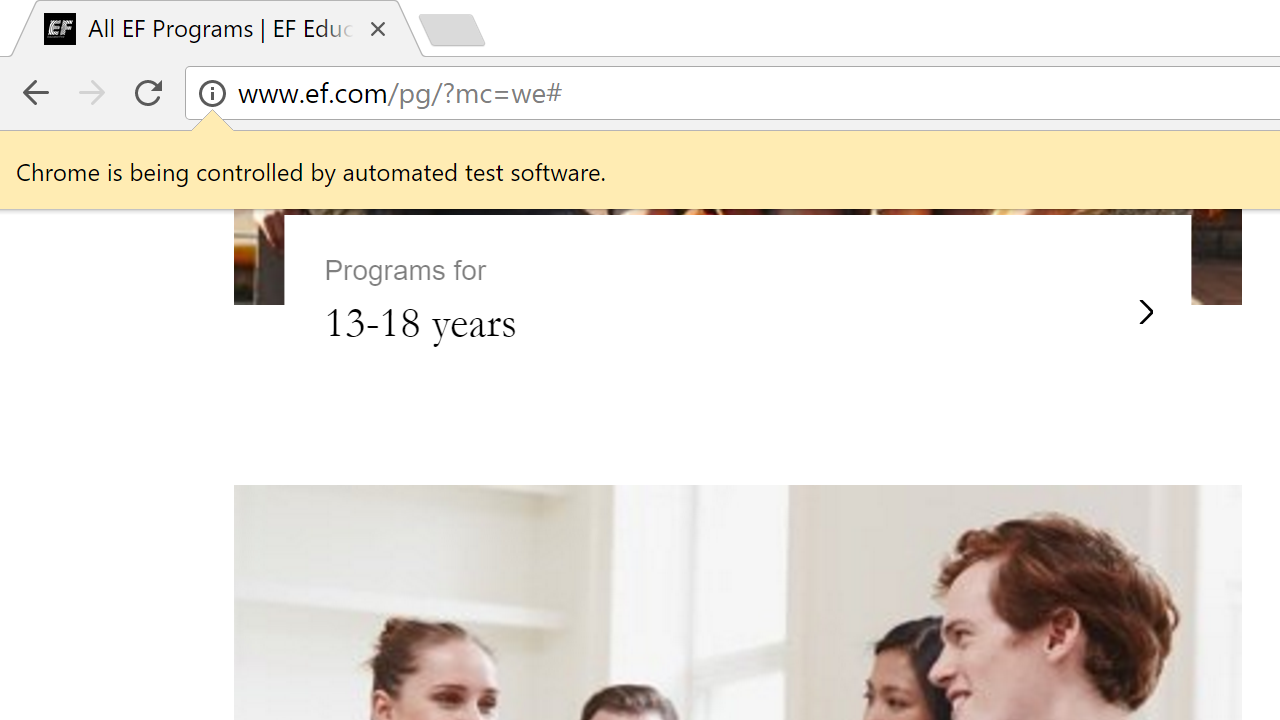 EF
All EF Programs | EF Educ
www.ef.com/pg/?mc=we#
Chrome is being controlled by automated test software.
Programs for
13-18 years